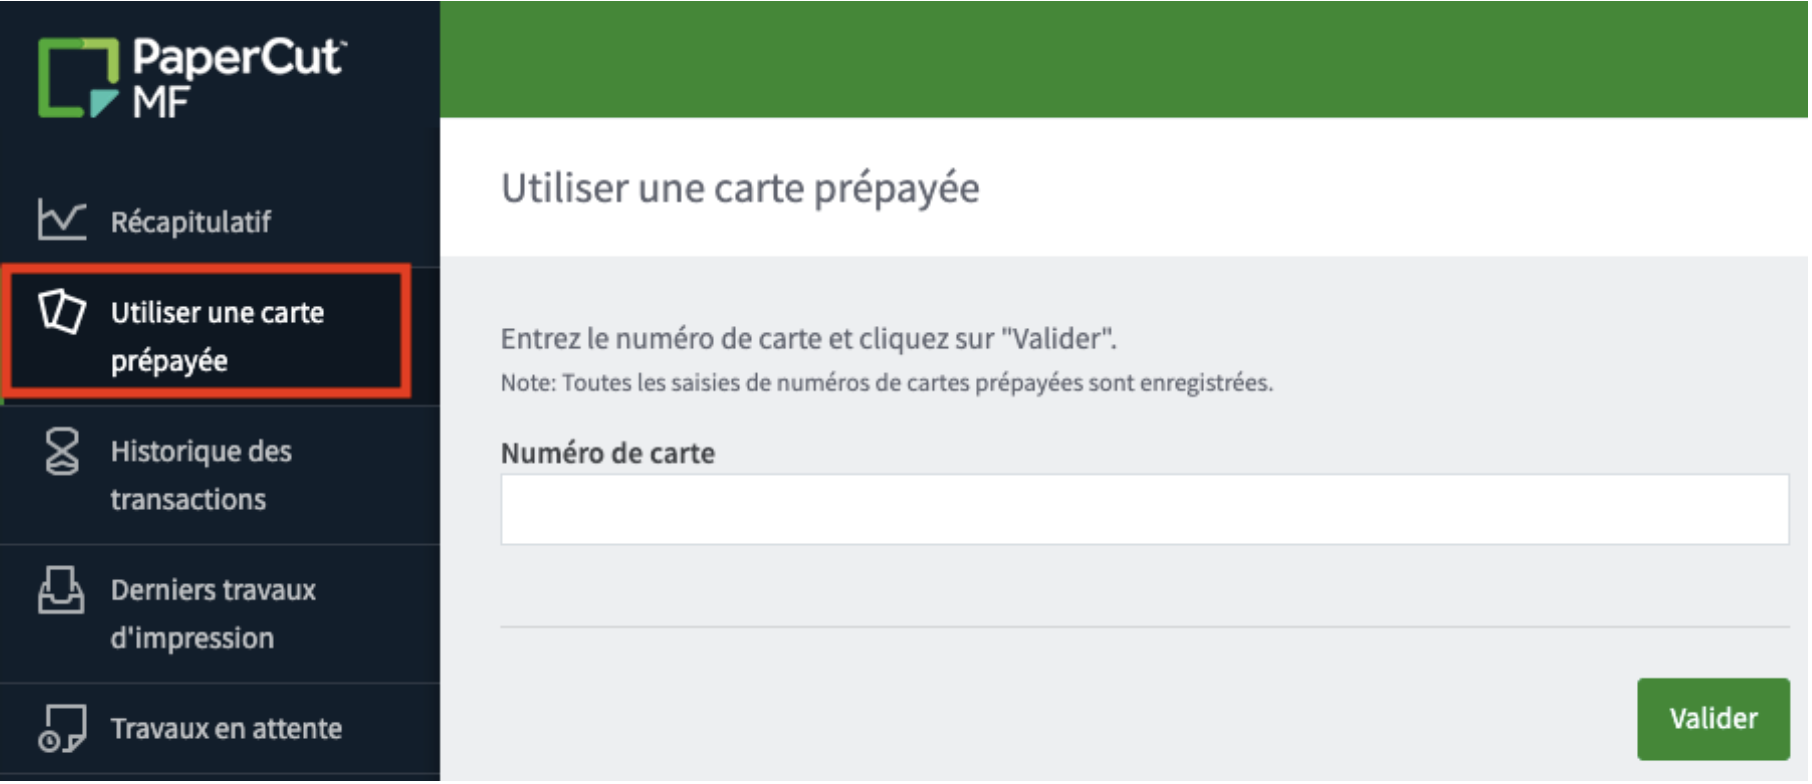 PaperCut™
MF
Récapitulatif
Utiliser une carte
prépayée
Historique des
transactions
Derniers travaux
d'impression
Travaux en attente
Utiliser une carte prépayée
Entrez le numéro de carte et cliquez sur "Valider".
Note: Toutes les saisies de numéros de cartes prépayées sont enregistrées.
Numéro de carte
Valider